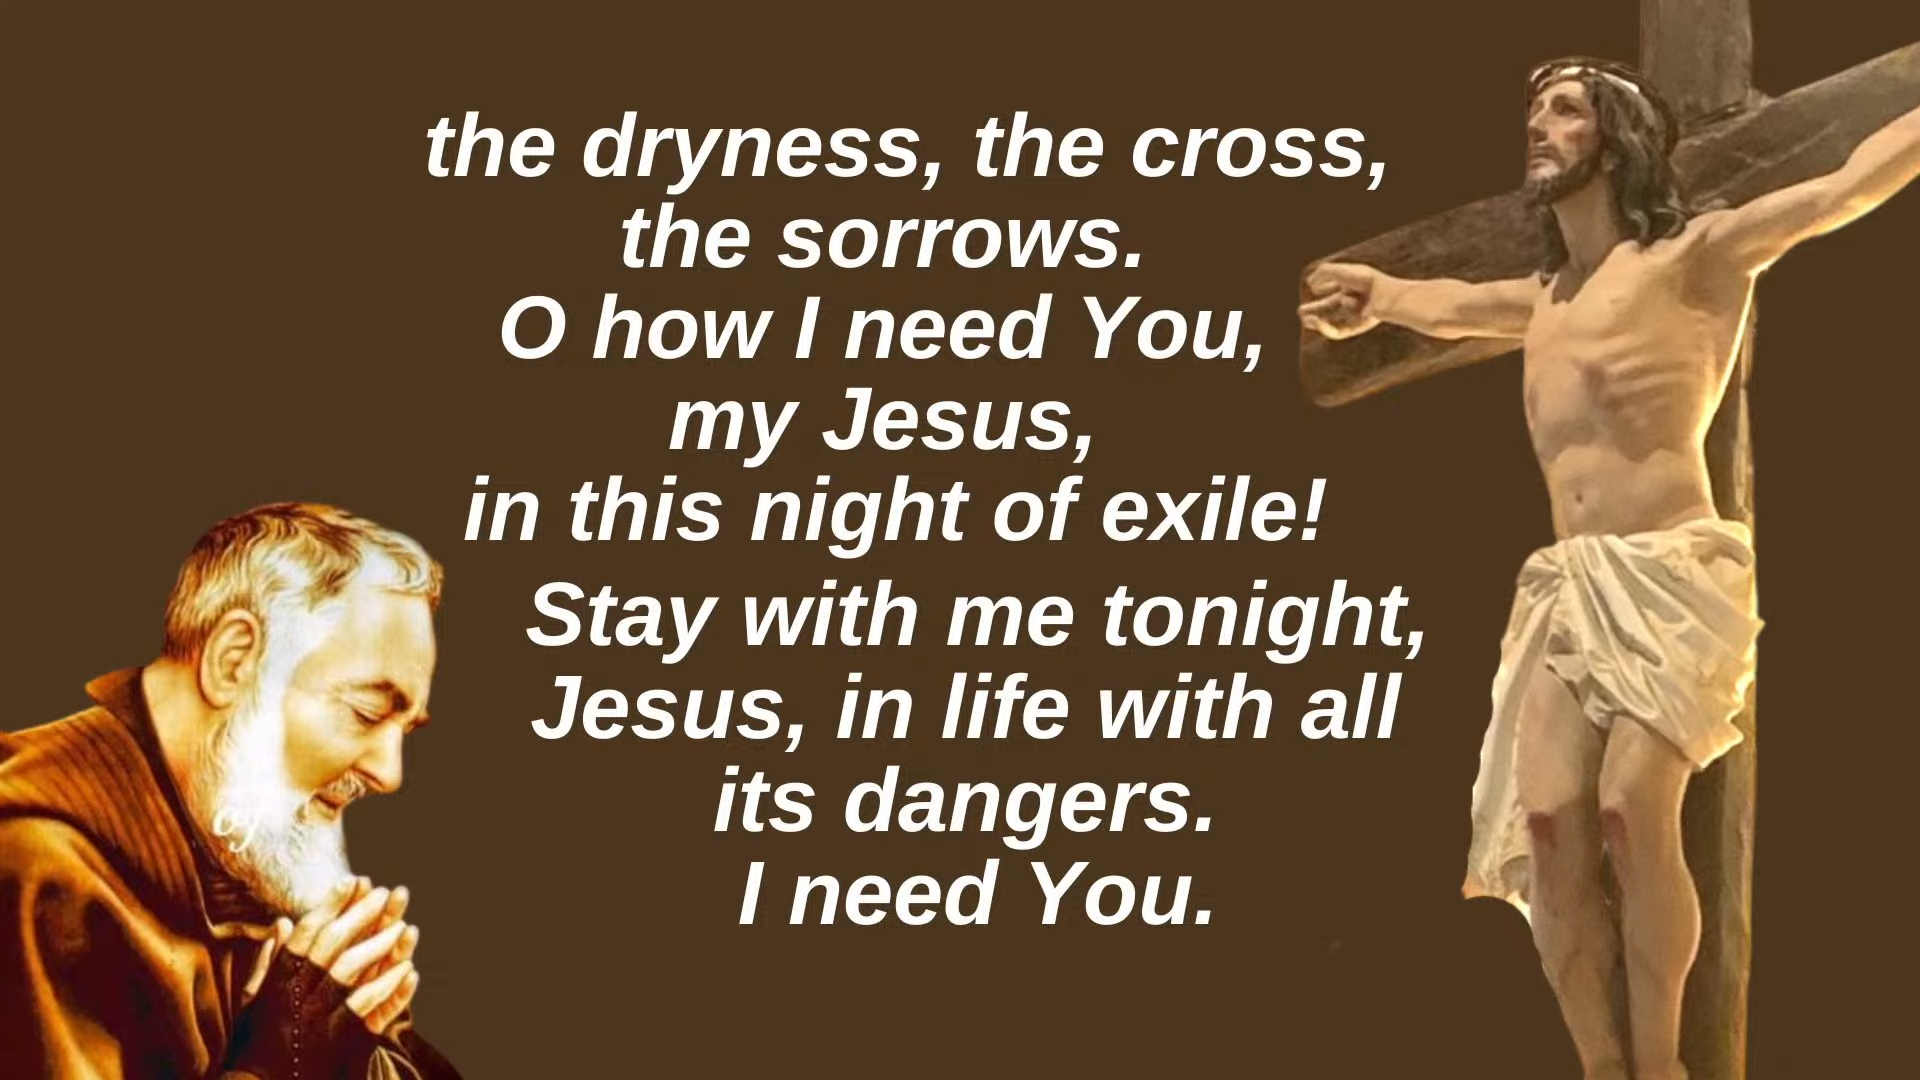 the dryness, the cross,
the sorrows.
O how I need You,
my Jesus,
in this night of exile!
Stay with me tonight,
Jesus, in life with all
its dangers.
I need You.
of